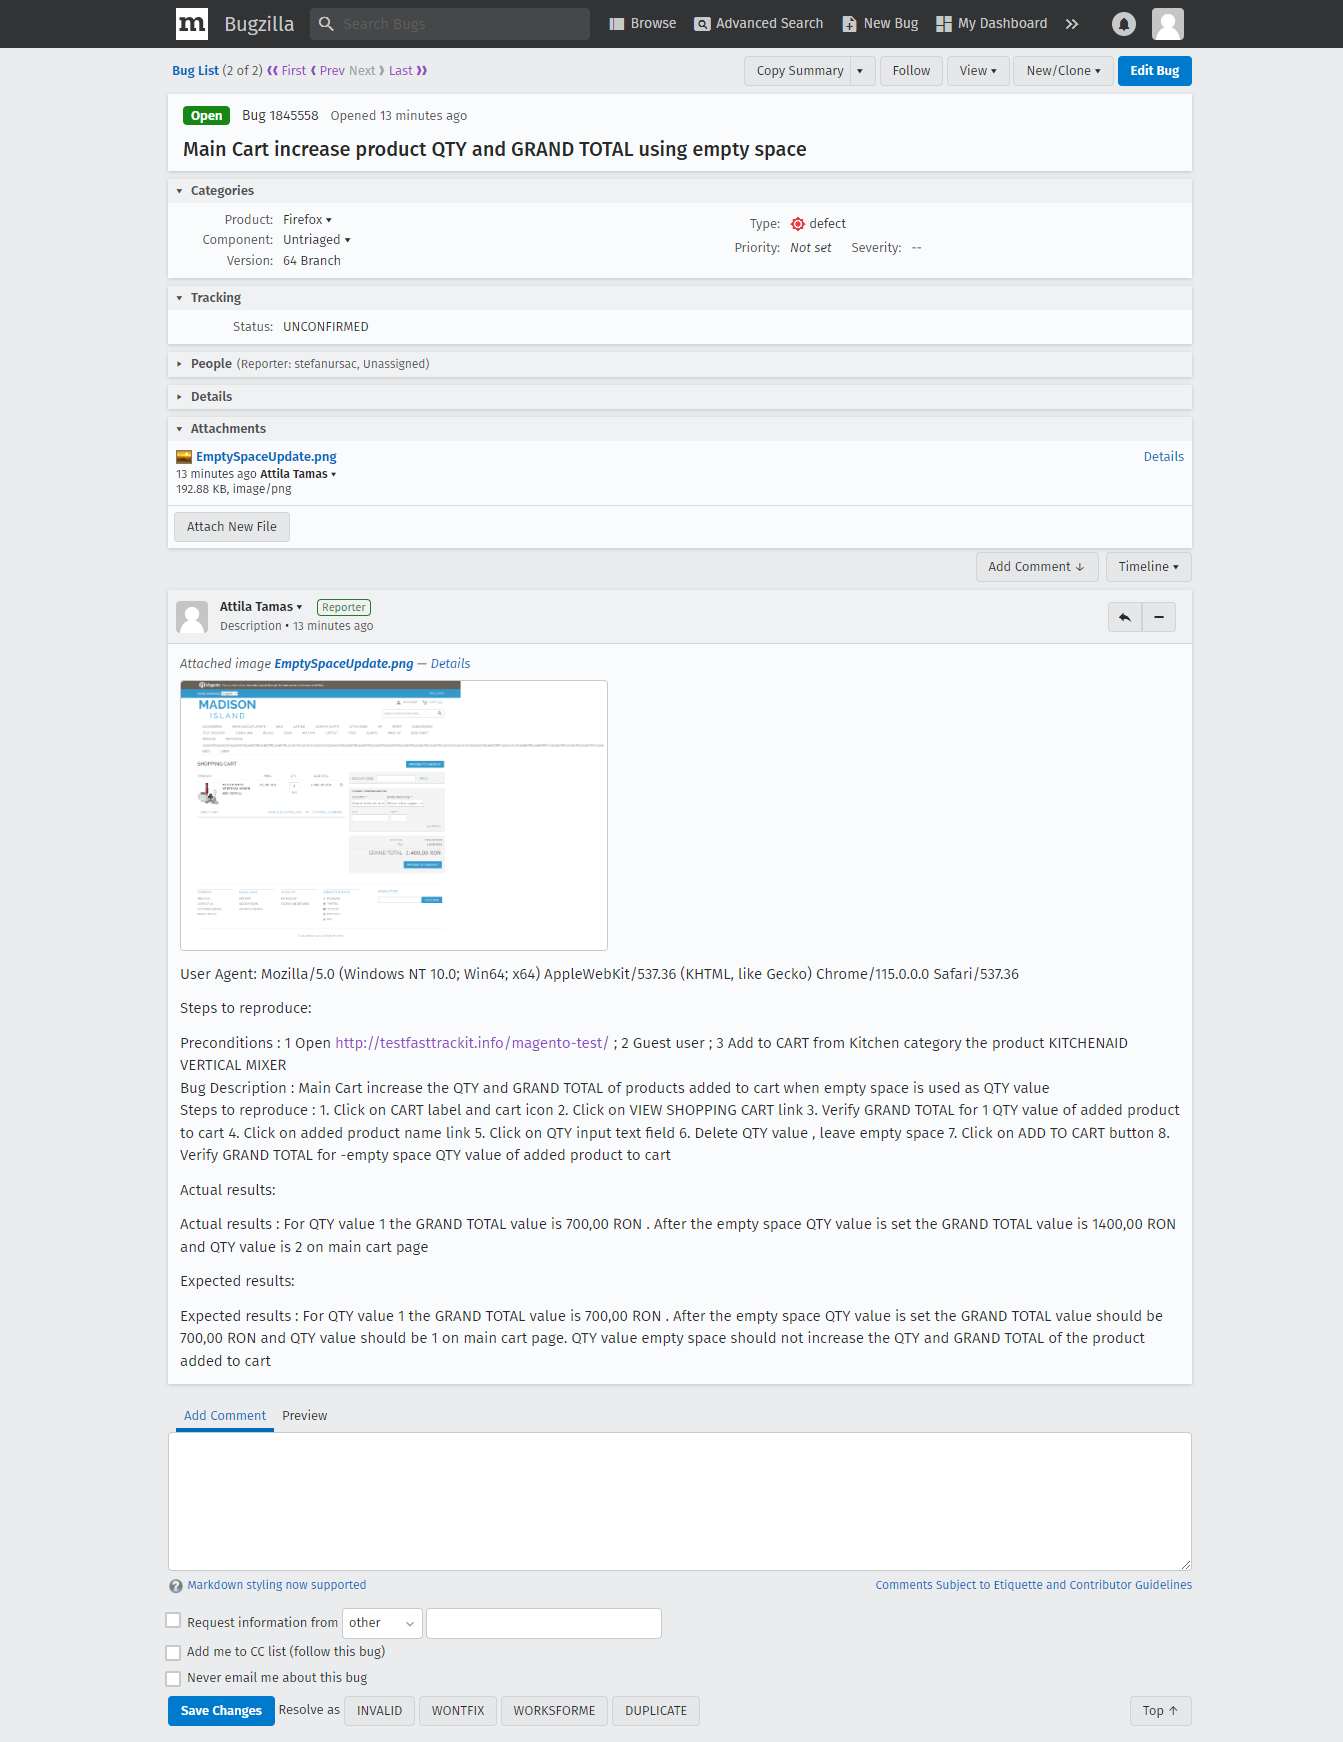 m Bugzilla Search Bugs Browse Advanced Search New Bug My Dashboard
Bug List (2 of 2) ⟪ First ❰ Prev Next ❱ Last ⟫ Copy Summary ▾ Follow View ▾ New/Clone ▾ Edit Bug
Open Bug 1845558 Opened 13 minutes ago
Main Cart increase product QTY and GRAND TOTAL using empty space
▾ Categories
Product: Firefox ▾ Type: defect
Component: Untriaged ▾ Priority: Not set Severity: --
Version: 64 Branch
▾ Tracking
Status: UNCONFIRMED
▸ People (Reporter: stefanursac, Unassigned)
▸ Details
▾ Attachments
EmptySpaceUpdate.png Details
13 minutes ago Attila Tamas ▾
192.88 KB, image/png
Attach New File
Add Comment ↓ Timeline ▾
Attila Tamas ▾ Reporter
Description • 13 minutes ago
Attached image EmptySpaceUpdate.png — Details
MADISON
ISLAND
SHOPPING CART
GRAND TOTAL 1.400,00 RON
User Agent: Mozilla/5.0 (Windows NT 10.0; Win64; x64) AppleWebKit/537.36 (KHTML, like Gecko) Chrome/115.0.0.0 Safari/537.36
Steps to reproduce:
Preconditions : 1 Open http://testfasttrackit.info/magento-test/ ; 2 Guest user ; 3 Add to CART from Kitchen category the product KITCHENAID
VERTICAL MIXER
Bug Description : Main Cart increase the QTY and GRAND TOTAL of products added to cart when empty space is used as QTY value
Steps to reproduce : 1. Click on CART label and cart icon 2. Click on VIEW SHOPPING CART link 3. Verify GRAND TOTAL for 1 QTY value of added product
to cart 4. Click on added product name link 5. Click on QTY input text field 6. Delete QTY value , leave empty space 7. Click on ADD TO CART button 8.
Verify GRAND TOTAL for -empty space QTY value of added product to cart
Actual results:
Actual results : For QTY value 1 the GRAND TOTAL value is 700,00 RON . After the empty space QTY value is set the GRAND TOTAL value is 1400,00 RON
and QTY value is 2 on main cart page
Expected results:
Expected results : For QTY value 1 the GRAND TOTAL value is 700,00 RON . After the empty space QTY value is set the GRAND TOTAL value should be
700,00 RON and QTY value should be 1 on main cart page. QTY value empty space should not increase the QTY and GRAND TOTAL of the product
added to cart
Add Comment Preview
? Markdown styling now supported Comments Subject to Etiquette and Contributor Guidelines
Request information from other
Add me to CC list (follow this bug)
Never email me about this bug
Save Changes Resolve as INVALID WONTFIX WORKSFORME DUPLICATE Top ↑